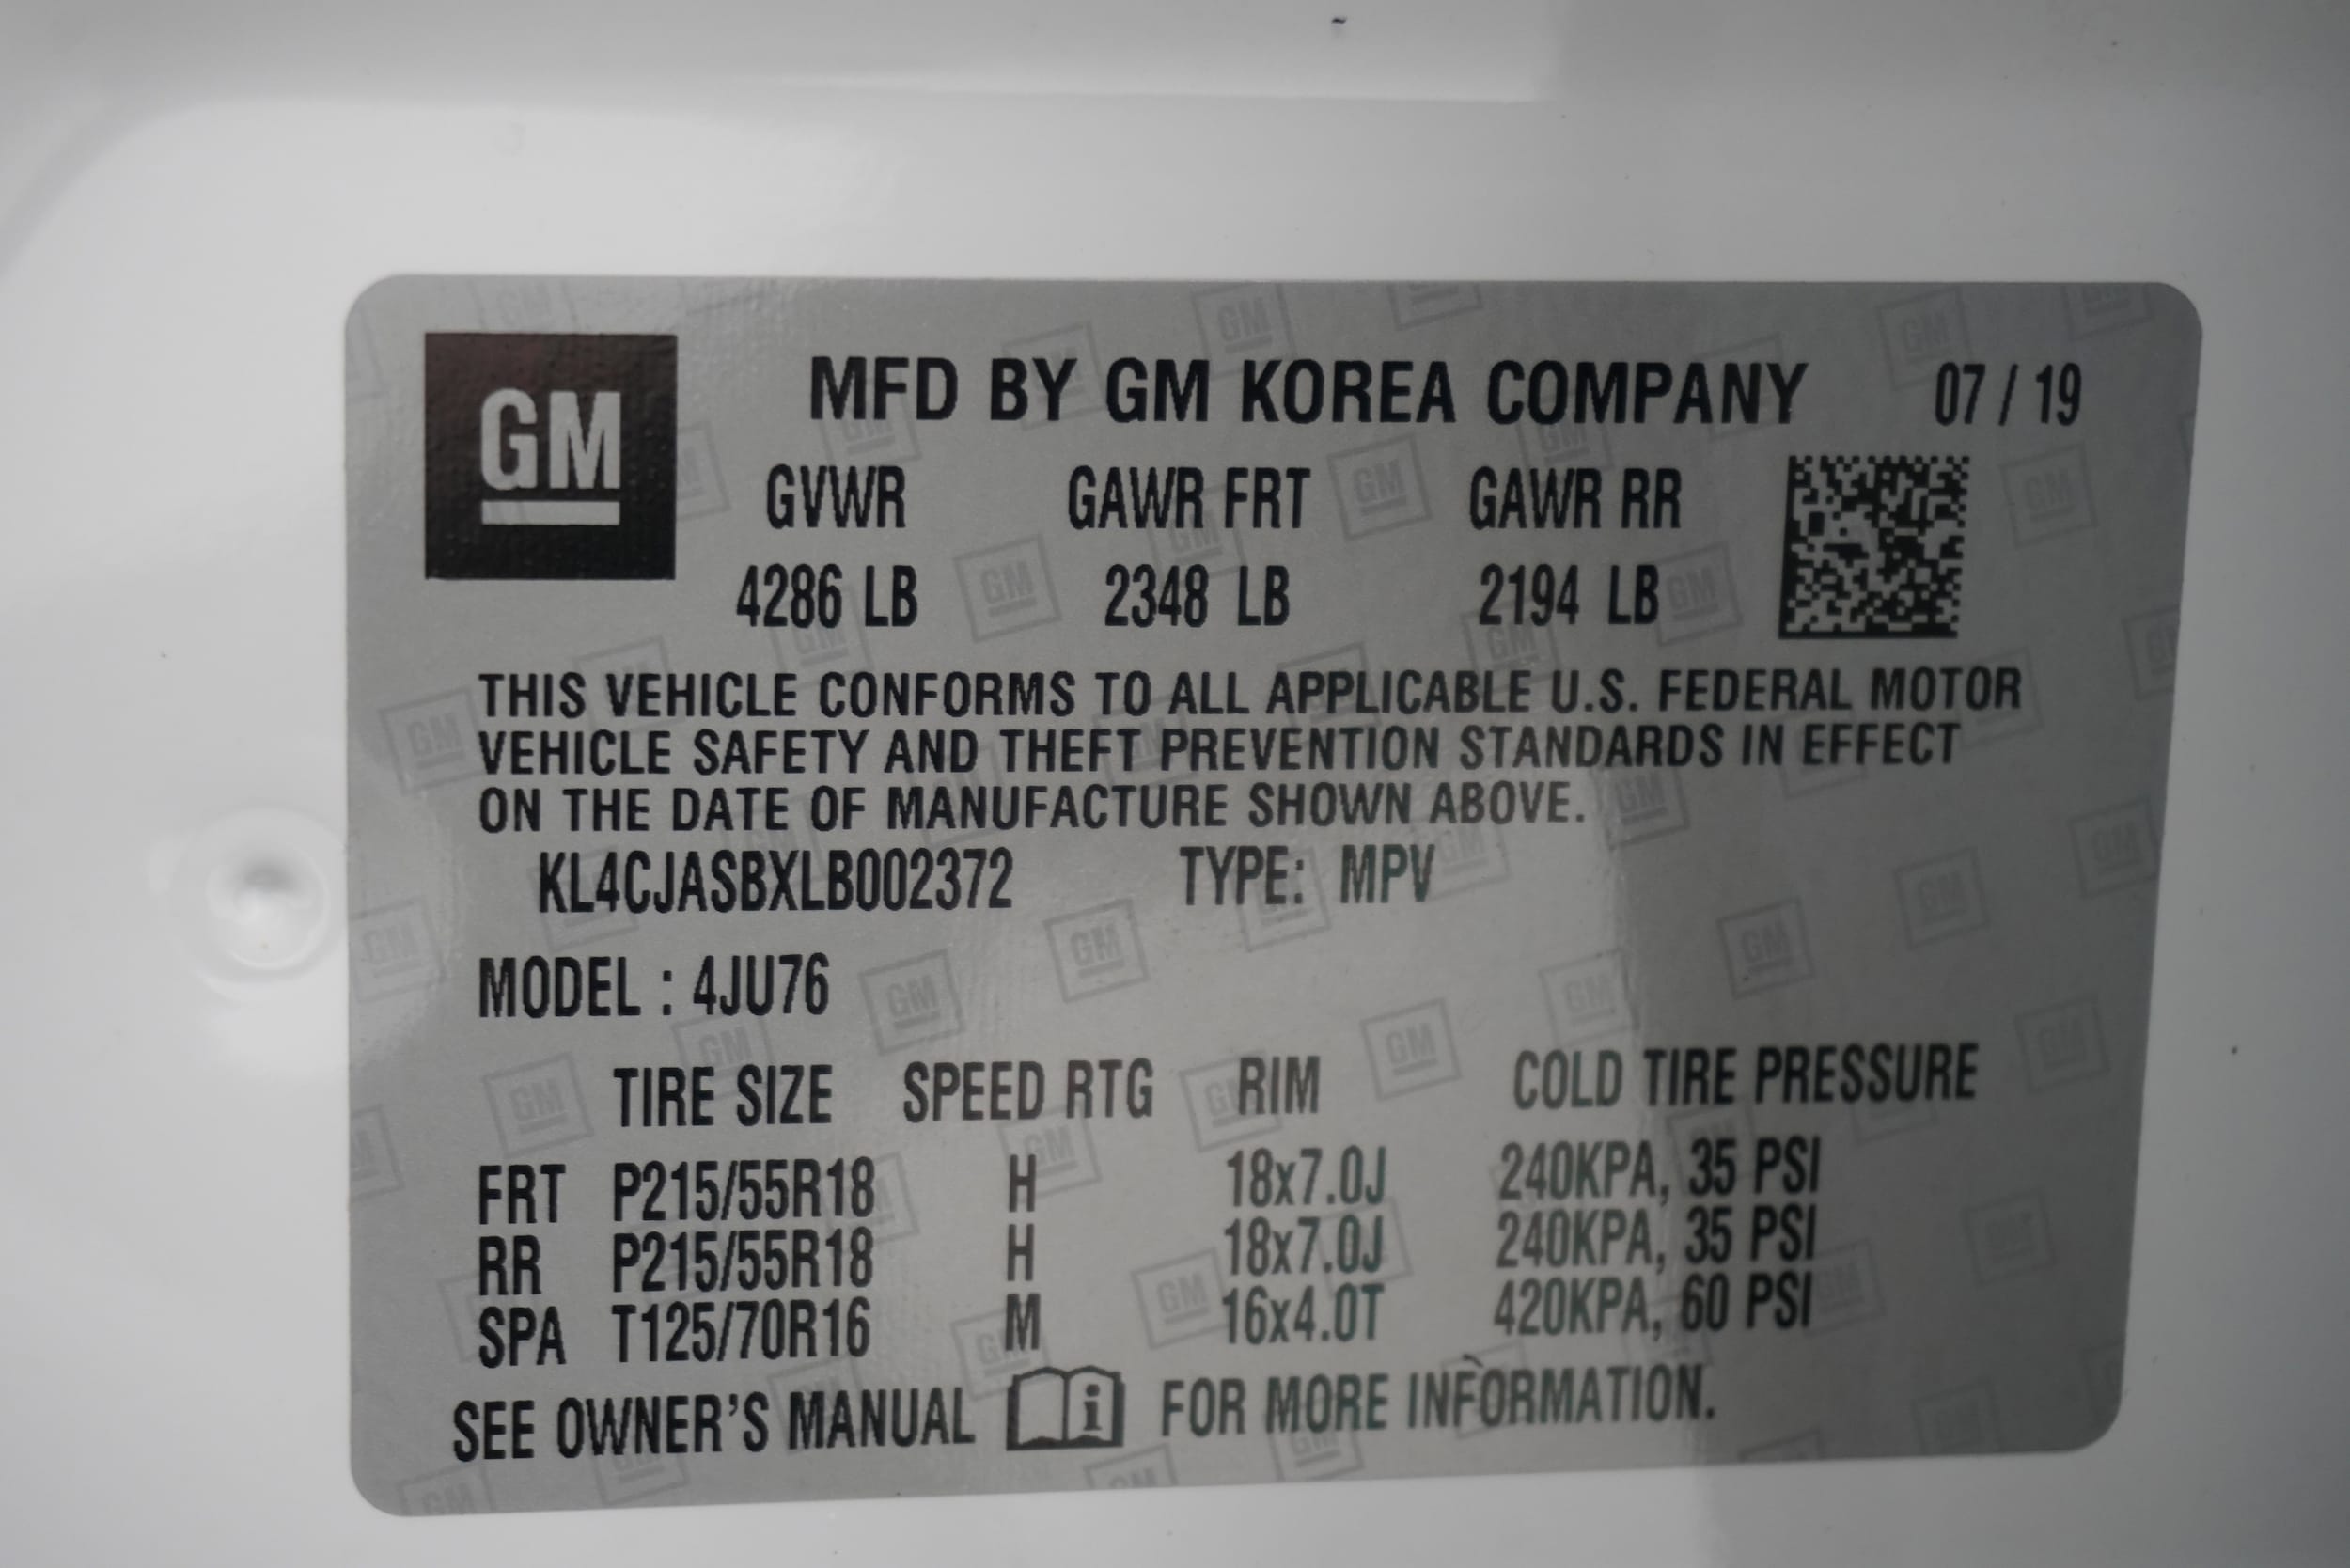 GM
MFD BY GM KOREA COMPANY 07 / 19
GVWR GAWR FRT GAWR RR
4286 LB 2348 LB 2194 LB
THIS VEHICLE CONFORMS TO ALL APPLICABLE U.S. FEDERAL MOTOR
VEHICLE SAFETY AND THEFT PREVENTION STANDARDS IN EFFECT
ON THE DATE OF MANUFACTURE SHOWN ABOVE.
KL4CJASBXLB002372 TYPE: MPV
MODEL : 4JU76
TIRE SIZE SPEED RTG RIM COLD TIRE PRESSURE
FRT P215/55R18 H 18x7.0J 240KPA, 35 PSI
RR P215/55R18 H 18x7.0J 240KPA, 35 PSI
SPA T125/70R16 M 16x4.0T 420KPA, 60 PSI
SEE OWNER'S MANUAL i FOR MORE INFORMATION.